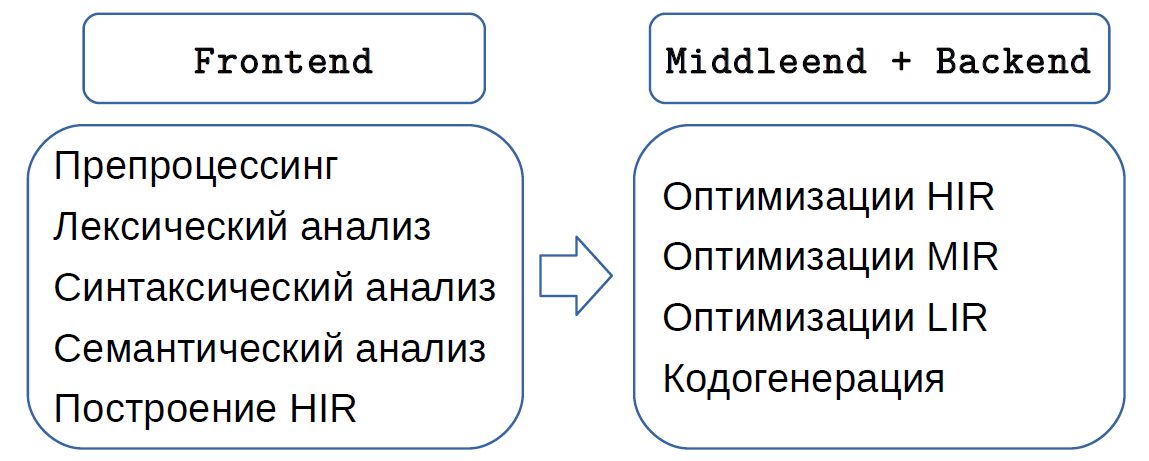 Frontend
Препроцессинг
Лексический анализ
Синтаксический анализ
Семантический анализ
Построение HIR
Middleend + Backend
Оптимизации HIR
Оптимизации MIR
Оптимизации LIR
Кодогенерация